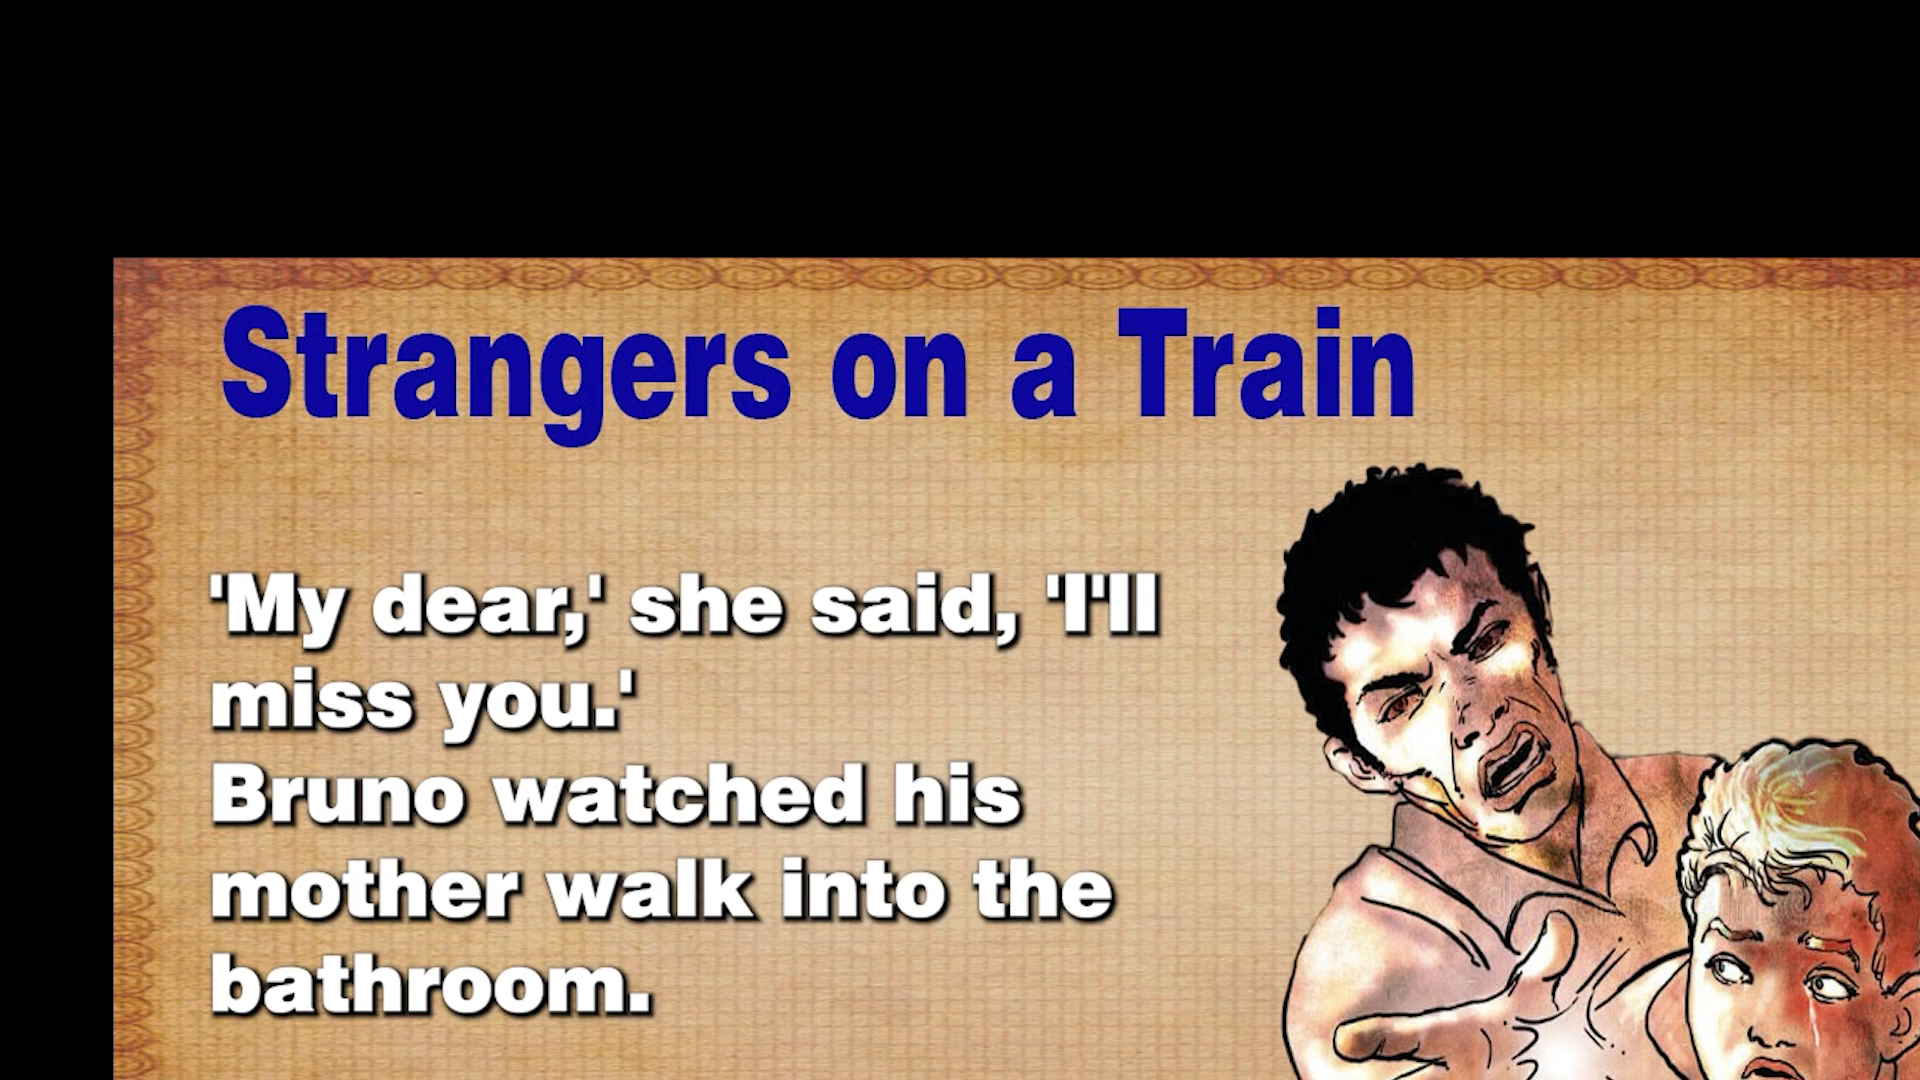 Strangers on a Train
'My dear,' she said, 'I'll
miss you.'
Bruno watched his
mother walk into the
bathroom.